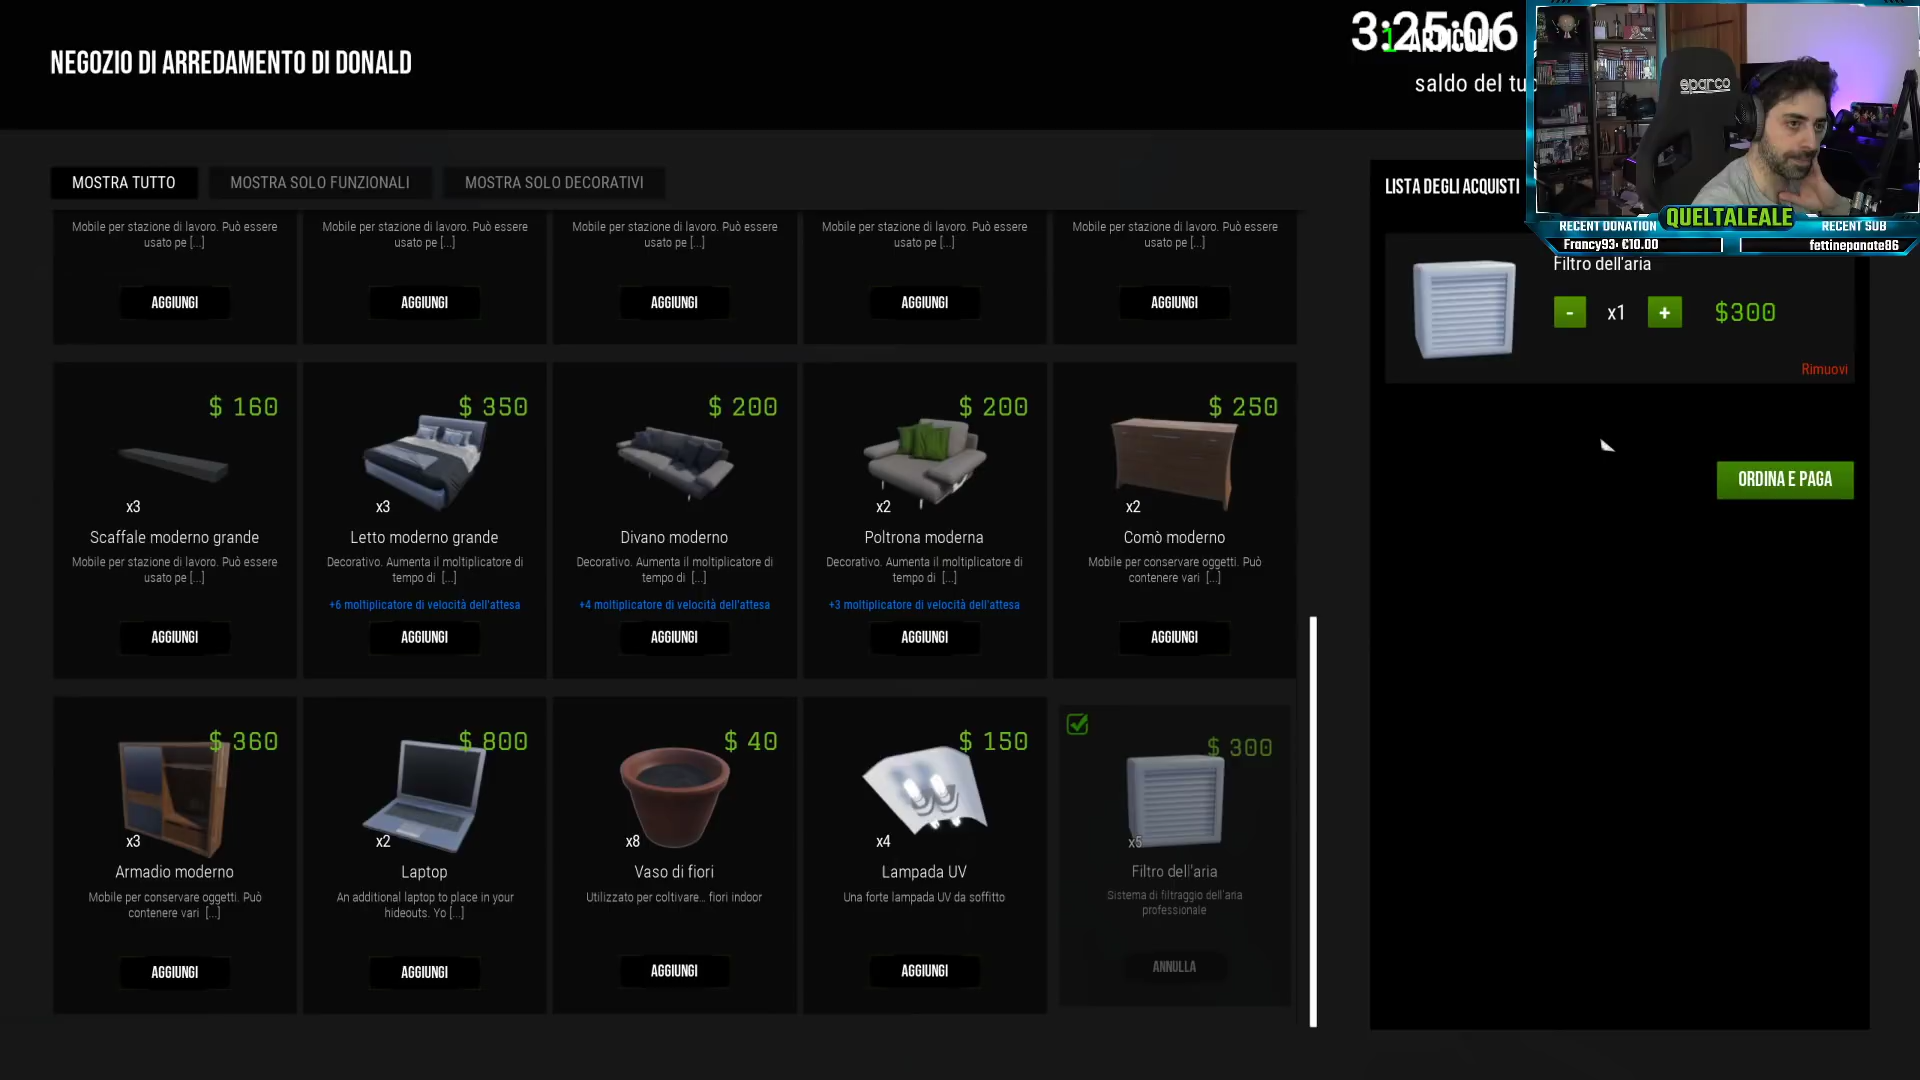 NEGOZIO DI ARREDAMENTO DI DONALD
3:25:06
1 ARTICOLI
saldo del tuo
eparco
QUELTALEALE
RECENT DONATION
RECENT SUB
Francy93: €10.00
fettinepanate86
MOSTRA TUTTO
MOSTRA SOLO FUNZIONALI
MOSTRA SOLO DECORATIVI
LISTA DEGLI ACQUISTI
Filtro dell'aria
- x1 + $300
Rimuovi
ORDINA E PAGA
Mobile per stazione di lavoro. Può essere
usato pe [...]
AGGIUNGI
Mobile per stazione di lavoro. Può essere
usato pe [...]
AGGIUNGI
Mobile per stazione di lavoro. Può essere
usato pe [...]
AGGIUNGI
Mobile per stazione di lavoro. Può essere
usato pe [...]
AGGIUNGI
Mobile per stazione di lavoro. Può essere
usato pe [...]
AGGIUNGI
$ 160
x3
Scaffale moderno grande
Mobile per stazione di lavoro. Può essere
usato pe [...]
AGGIUNGI
$ 350
x3
Letto moderno grande
Decorativo. Aumenta il moltiplicatore di
tempo di [...]
+6 moltiplicatore di velocità dell'attesa
AGGIUNGI
$ 200
Divano moderno
Decorativo. Aumenta il moltiplicatore di
tempo di [...]
+4 moltiplicatore di velocità dell'attesa
AGGIUNGI
$ 200
x2
Poltrona moderna
Decorativo. Aumenta il moltiplicatore di
tempo di [...]
+3 moltiplicatore di velocità dell'attesa
AGGIUNGI
$ 250
x2
Comò moderno
Mobile per conservare oggetti. Può
contenere vari [...]
AGGIUNGI
$ 360
x3
Armadio moderno
Mobile per conservare oggetti. Può
contenere vari [...]
AGGIUNGI
$ 800
x2
Laptop
An additional laptop to place in your
hideouts. Yo [...]
AGGIUNGI
$ 40
x8
Vaso di fiori
Utilizzato per coltivare... fiori indoor
AGGIUNGI
$ 150
x4
Lampada UV
Una forte lampada UV da soffitto
AGGIUNGI
$ 300
x5
Filtro dell'aria
Sistema di filtraggio dell'aria
professionale
ANNULLA